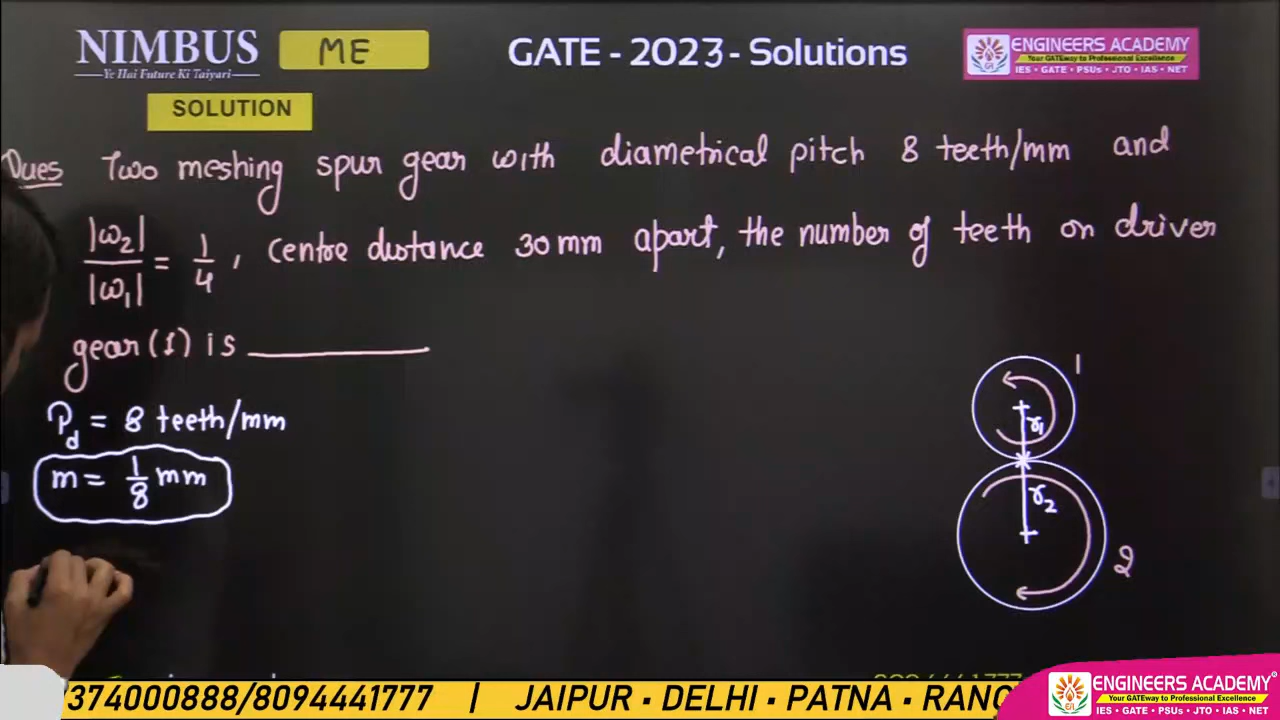 NIMBUS
Ye Hai Future Ki Taiyari
ME
GATE - 2023 - Solutions
ENGINEERS ACADEMY
Your GATEway to Professional Excellence
IES • GATE • PSUs • JTO • IAS • NET
SOLUTION
Ques Two meshing spur gear with diametrical pitch 8 teeth/mm and
|ω₂|/|ω₁| = 1/4, centre distance 30 mm apart, the number of teeth on driver
gear (1) is ________
P_d = 8 teeth/mm
m = 1/8 mm
1
r₁
r₂
2
374000888/8094441777 | JAIPUR • DELHI • PATNA • RANC
ENGINEERS ACADEMY
Your GATEway to Professional Excellence
IES • GATE • PSUs • JTO • IAS • NET